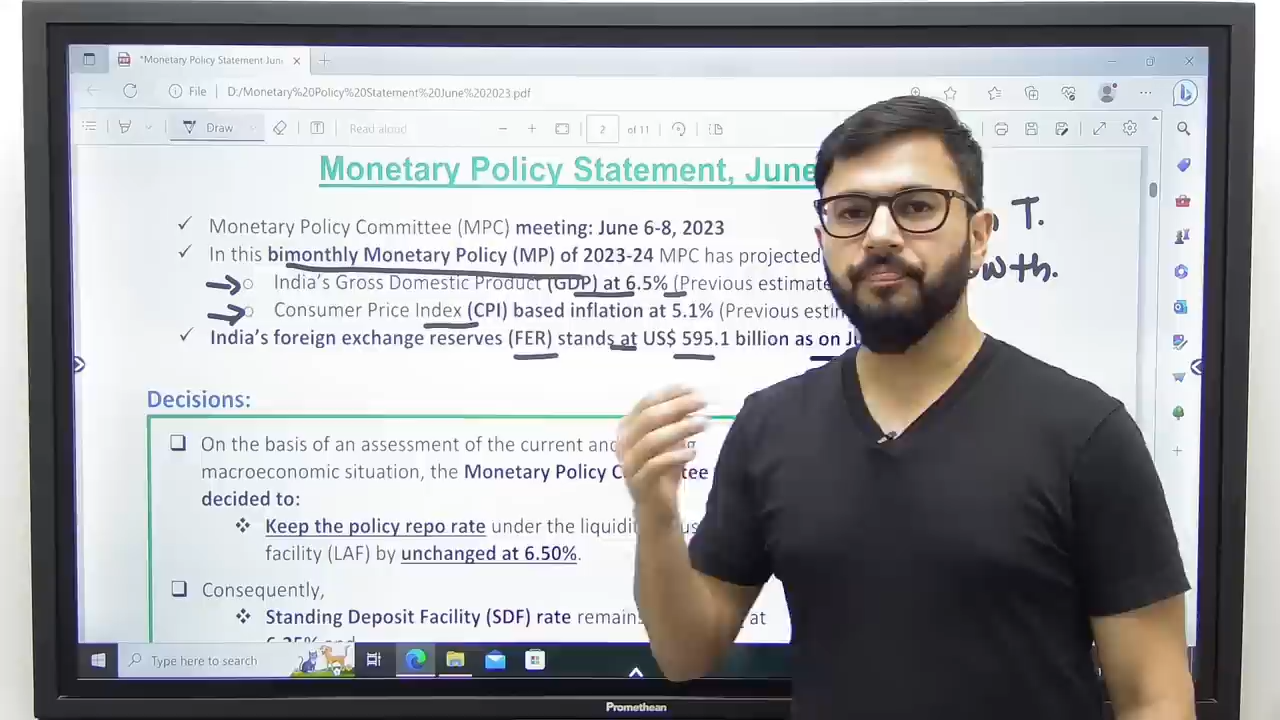 *Monetary Policy Statement June
File D:/Monetary%20Policy%20Statement%20June%202023.pdf
Draw Read aloud 2 of 11
Monetary Policy Statement, June
✓ Monetary Policy Committee (MPC) meeting: June 6-8, 2023
T.
✓ In this bimonthly Monetary Policy (MP) of 2023-24 MPC has projected
India's Gross Domestic Product (GDP) at 6.5% (Previous estimate
Consumer Price Index (CPI) based inflation at 5.1% (Previous
✓ India's foreign exchange reserves (FER) stands at US$ 595.1 billion as on
Decisions:
On the basis of an assessment of the current and
macroeconomic situation, the Monetary Policy
decided to:
Keep the policy repo rate under the
facility (LAF) by unchanged at 6.50%.
Consequently,
Standing Deposit Facility (SDF) rate at
6.25% and
Type here to search
Promethean